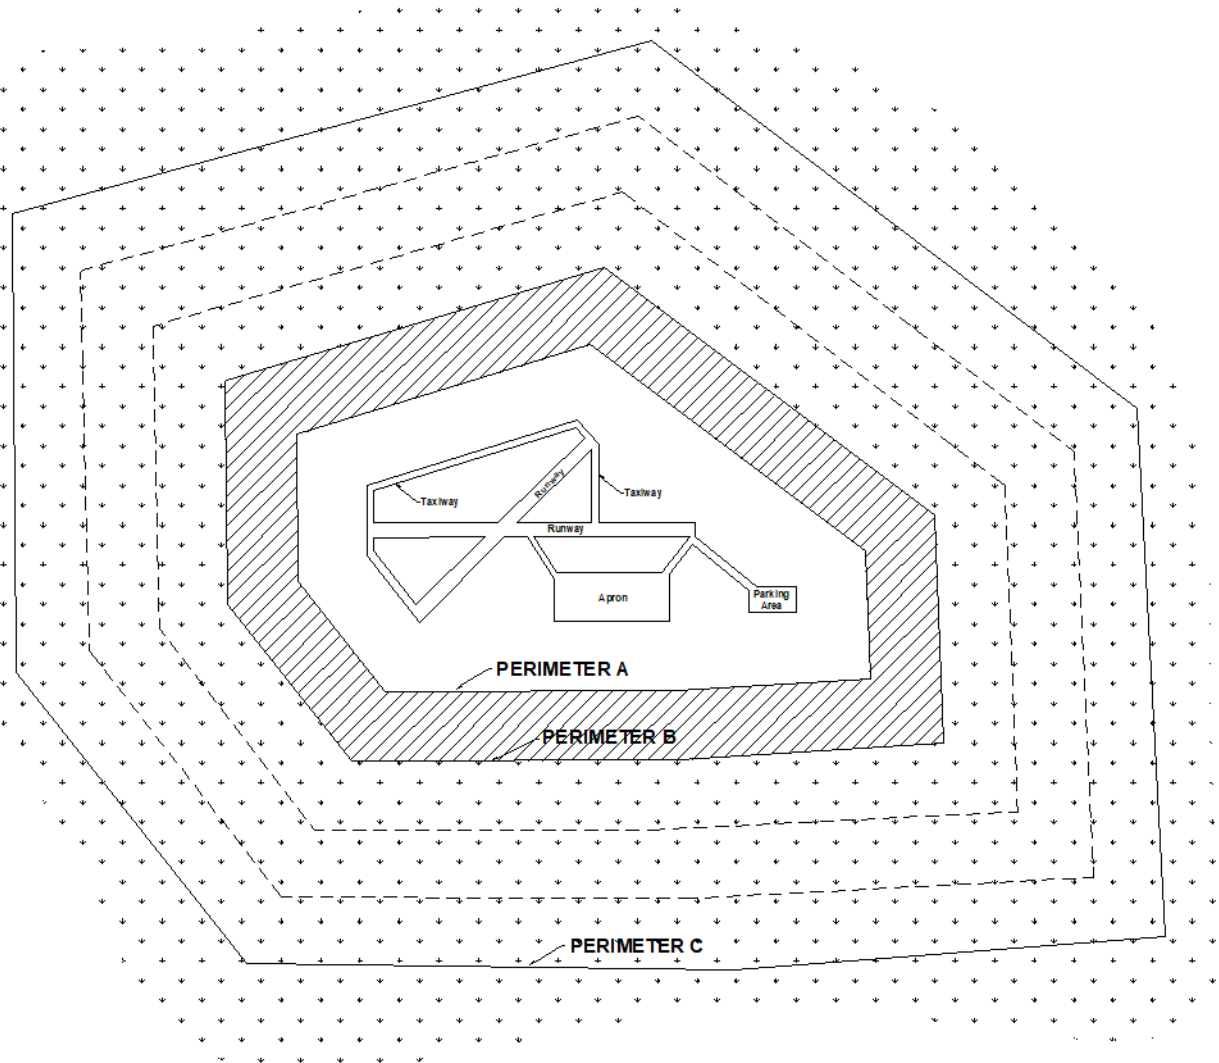 Runway
Taxiway
Taxiway
Runway
Apron
Parking
Area
PERIMETER A
PERIMETER B
PERIMETER C